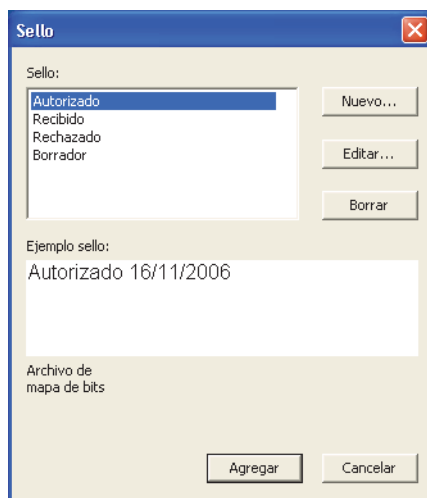 Sello
Sello:
Autorizado
Recibido
Rechazado
Borrador
Nuevo...
Editar...
Borrar
Ejemplo sello:
Autorizado 16/11/2006
Archivo de
mapa de bits
Agregar
Cancelar